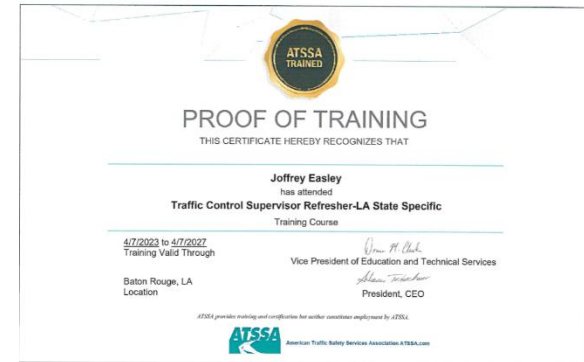 ATSSA
TRAINED
PROOF OF TRAINING
THIS CERTIFICATE HEREBY RECOGNIZES THAT
Joffrey Easley
has attended
Traffic Control Supervisor Refresher-LA State Specific
Training Course
4/7/2023 to 4/7/2027
Training Valid Through
Vice President of Education and Technical Services
Baton Rouge, LA
Location
President, CEO
ATSSA provides training and certification but neither constitutes employment by ATSSA.
ATSSA
American Traffic Safety Services Association ATSSA.com